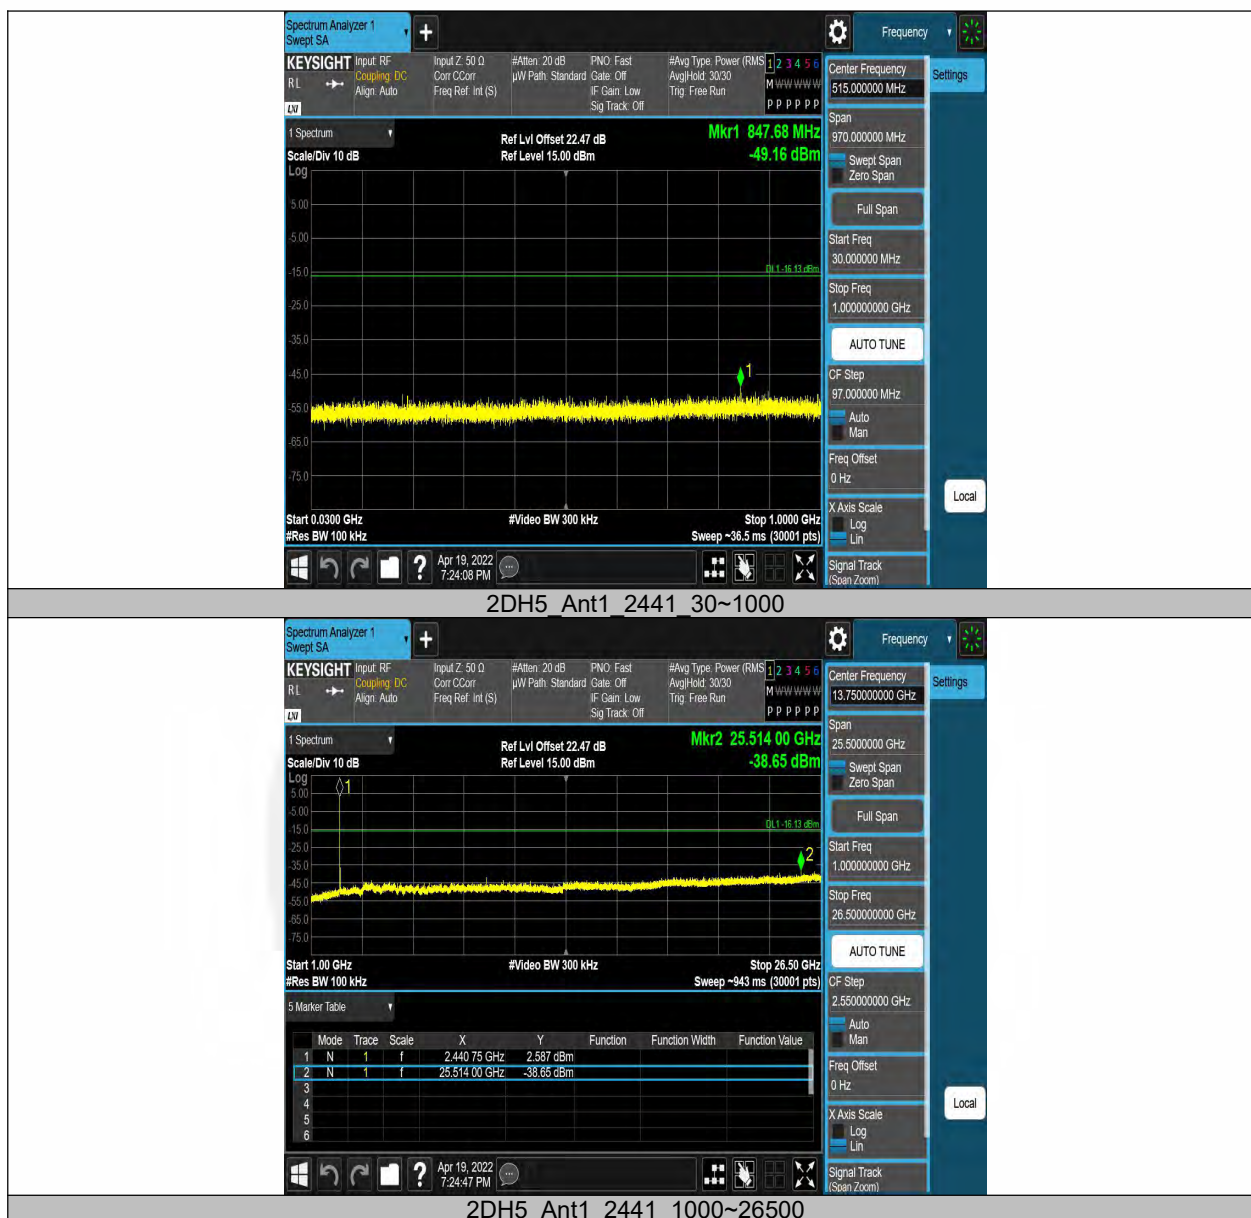 Spectrum Analyzer 1
Swept SA
+
Frequency
KEYSIGHT
RL
LXI
Input: RF
Coupling: DC
Align: Auto
Input Z: 50 Ω
Corr CCorr
Freq Ref: Int (S)
#Atten: 20 dB
µW Path: Standard
PNO: Fast
Gate: Off
IF Gain: Low
Sig Track: Off
#Avg Type: Power (RMS
Avg|Hold: 30/30
Trig: Free Run
1 2 3 4 5 6
M W W W W W
P P P P P P
1 Spectrum
Scale/Div 10 dB
Ref Lvl Offset 22.47 dB
Ref Level 15.00 dBm
Mkr1 847.68 MHz
-49.16 dBm
Log
5.00
-5.00
-15.0
-25.0
-35.0
-45.0
-55.0
-65.0
-75.0
DL1 -16.13 dBm
1
Start 0.0300 GHz
#Res BW 100 kHz
#Video BW 300 kHz
Stop 1.0000 GHz
Sweep ~36.5 ms (30001 pts)
Apr 19, 2022
7:24:08 PM
Center Frequency
515.000000 MHz
Settings
Span
970.000000 MHz
Swept Span
Zero Span
Full Span
Start Freq
30.000000 MHz
Stop Freq
1.000000000 GHz
AUTO TUNE
CF Step
97.000000 MHz
Auto
Man
Freq Offset
0 Hz
X Axis Scale
Log
Lin
Local
Signal Track
(Span Zoom)
2DH5_Ant1_2441_30~1000
Spectrum Analyzer 1
Swept SA
+
Frequency
KEYSIGHT
RL
LXI
Input: RF
Coupling: DC
Align: Auto
Input Z: 50 Ω
Corr CCorr
Freq Ref: Int (S)
#Atten: 20 dB
µW Path: Standard
PNO: Fast
Gate: Off
IF Gain: Low
Sig Track: Off
#Avg Type: Power (RMS
Avg|Hold: 30/30
Trig: Free Run
1 2 3 4 5 6
M W W W W W
P P P P P P
1 Spectrum
Scale/Div 10 dB
Ref Lvl Offset 22.47 dB
Ref Level 15.00 dBm
Mkr2 25.514 00 GHz
-38.65 dBm
Log
5.00
-5.00
-15.0
-25.0
-35.0
-45.0
-55.0
-65.0
-75.0
1
DL1 -16.13 dBm
2
Start 1.00 GHz
#Res BW 100 kHz
#Video BW 300 kHz
Stop 26.50 GHz
Sweep ~943 ms (30001 pts)
5 Marker Table
Mode Trace Scale X Y Function Function Width Function Value
1 N 1 f 2.440 75 GHz 2.587 dBm
2 N 1 f 25.514 00 GHz -38.65 dBm
3
4
5
6
Apr 19, 2022
7:24:47 PM
Center Frequency
13.750000000 GHz
Settings
Span
25.5000000 GHz
Swept Span
Zero Span
Full Span
Start Freq
1.000000000 GHz
Stop Freq
26.500000000 GHz
AUTO TUNE
CF Step
2.550000000 GHz
Auto
Man
Freq Offset
0 Hz
X Axis Scale
Log
Lin
Local
Signal Track
(Span Zoom)
2DH5_Ant1_2441_1000~26500